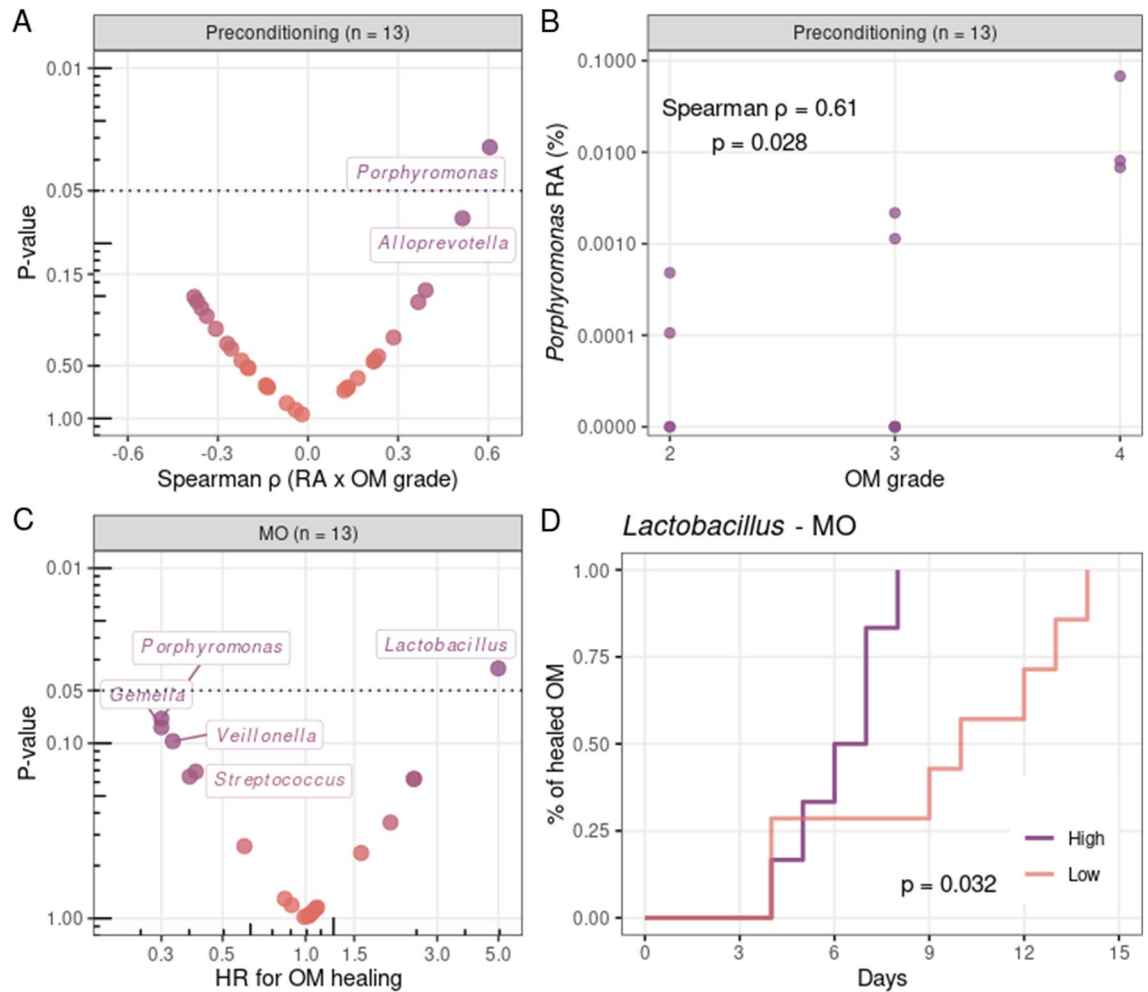 A
Preconditioning (n = 13)
P-value
0.01
0.05
0.15
0.50
1.00
Porphyromonas
Alloprevotella
-0.6 -0.3 0.0 0.3 0.6
Spearman ρ (RA x OM grade)
B
Preconditioning (n = 13)
Porphyromonas RA (%)
0.1000
0.0100
0.0010
0.0001
0.0000
Spearman ρ = 0.61
p = 0.028
2 3 4
OM grade
C
MO (n = 13)
P-value
0.01
0.05
0.10
1.00
Porphyromonas
Lactobacillus
Gemella
Veillonella
Streptococcus
0.3 0.5 1.0 1.5 3.0 5.0
HR for OM healing
D
Lactobacillus - MO
% of healed OM
1.00
0.75
0.50
0.25
0.00
High
Low
p = 0.032
0 3 6 9 12 15
Days